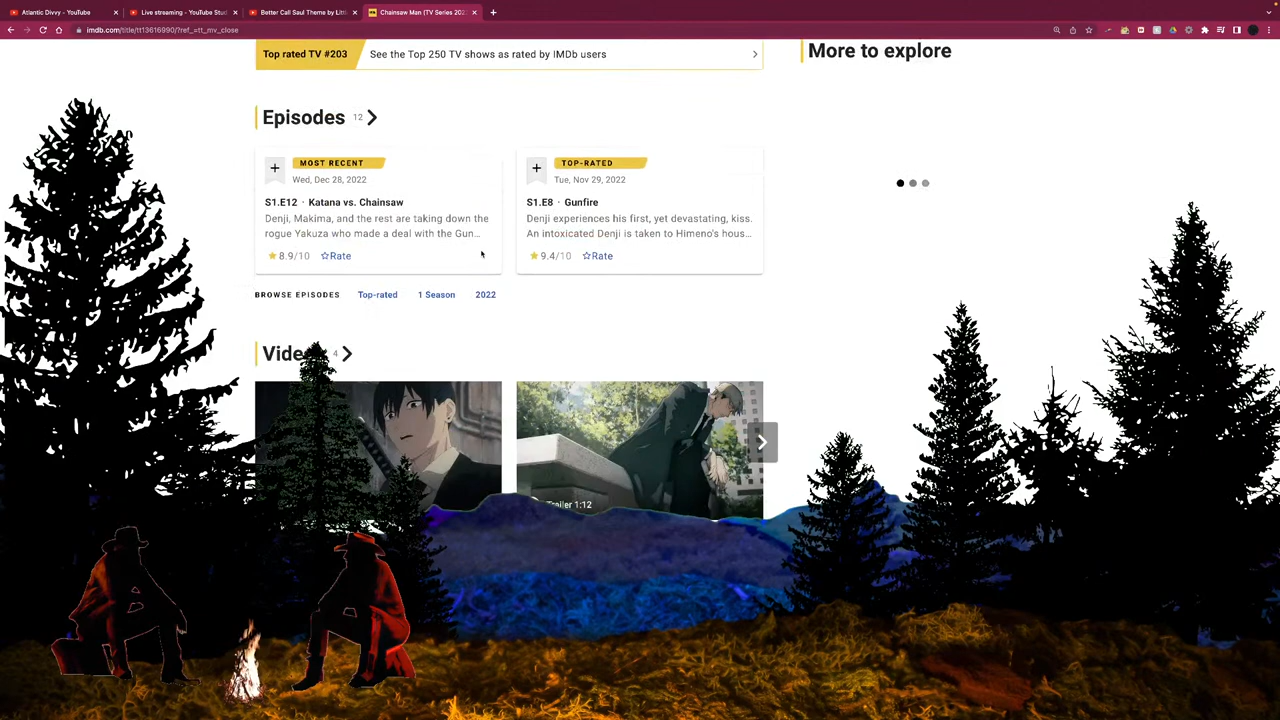 Atlantic Divvy - YouTube
Live streaming - YouTube Stud
Better Call Saul Theme by Littl
Chainsaw Man (TV Series 202
imdb.com/title/tt13616990/?ref_=tt_mv_close
Top rated TV #203
See the Top 250 TV shows as rated by IMDb users
More to explore
Episodes 12
MOST RECENT
Wed, Dec 28, 2022
S1.E12 · Katana vs. Chainsaw
Denji, Makima, and the rest are taking down the
rogue Yakuza who made a deal with the Gun...
8.9/10 Rate
TOP-RATED
Tue, Nov 29, 2022
S1.E8 · Gunfire
Denji experiences his first, yet devastating, kiss.
An intoxicated Denji is taken to Himeno's hous...
9.4/10 Rate
BROWSE EPISODES Top-rated 1 Season 2022
Videos 4
Trailer 1:12